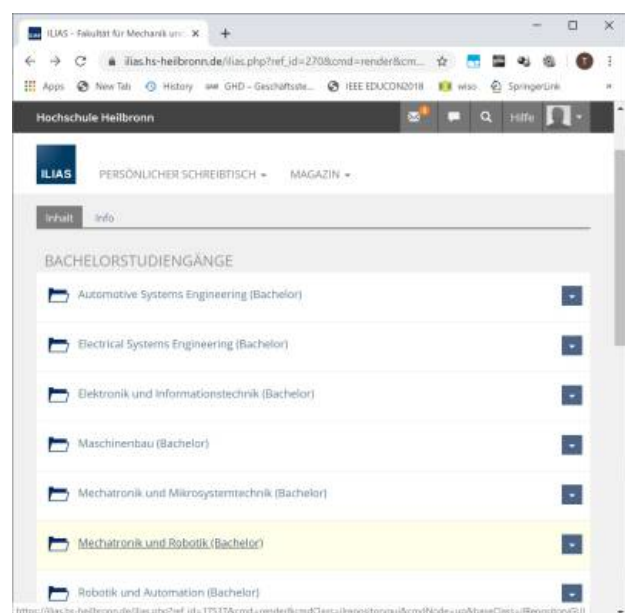 ILIAS - Fakultät für Mechanik und
ilias.hs-heilbronn.de/ilias.php?ref_id=270&cmd=render&cm...
Apps New Tab History GHD – Geschäftsste... IEEE EDUCON2018 wiso SpringerLink »
Hochschule Heilbronn Hilfe
ILIAS PERSÖNLICHER SCHREIBTISCH MAGAZIN
Inhalt Info
BACHELORSTUDIENGÄNGE
Automotive Systems Engineering (Bachelor)
Electrical Systems Engineering (Bachelor)
Elektronik und Informationstechnik (Bachelor)
Maschinenbau (Bachelor)
Mechatronik und Mikrosystemtechnik (Bachelor)
Mechatronik und Robotik (Bachelor)
Robotik und Automation (Bachelor)